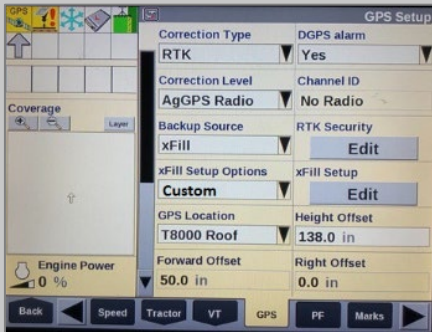 GPS
GPS Setup
Correction Type
DGPS alarm
RTK
Yes
Correction Level
Channel ID
AgGPS Radio
No Radio
Coverage
Layer
Backup Source
RTK Security
xFill
Edit
xFill Setup Options
xFill Setup
Custom
Edit
GPS Location
Height Offset
T8000 Roof
138.0 in
Engine Power
0 %
Forward Offset
Right Offset
50.0 in
0.0 in
Back
Speed
Tractor
VT
GPS
PF
Marks